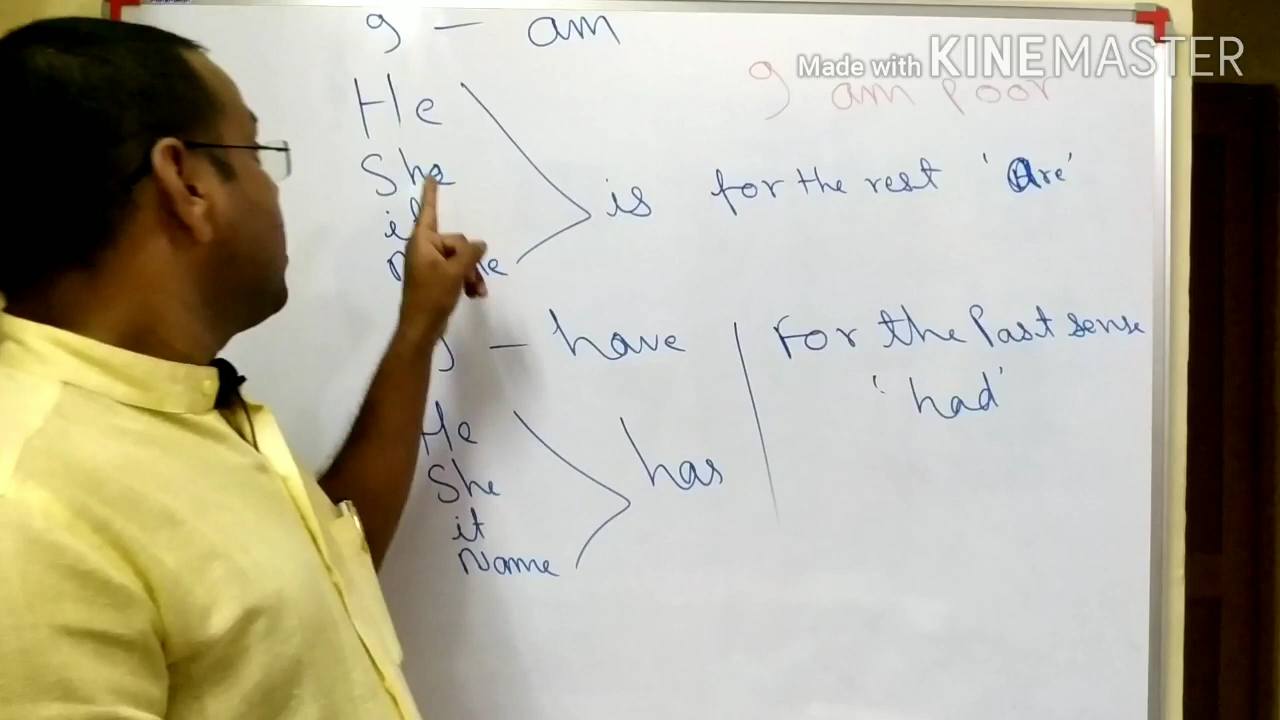 I – am
Made with KINEMASTER
I am poor
He
She
is for the rest 'Are'
it
I – have
For the Past sense
'had'
He
She
has
it
Name